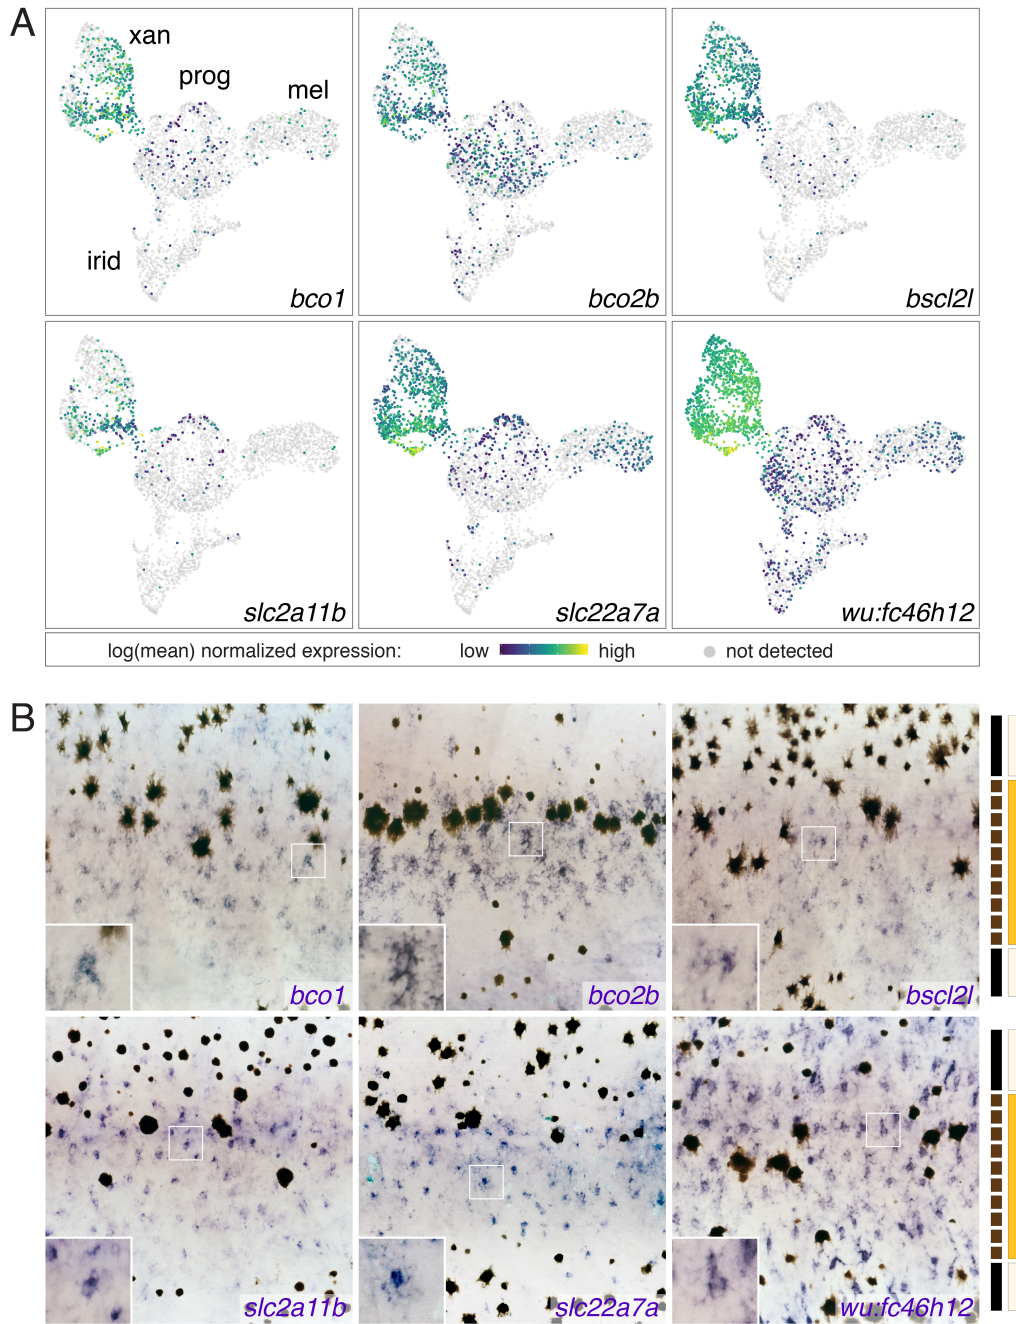 A
xan
prog
mel
irid
bco1
bco2b
bscl2l
slc2a11b
slc22a7a
wu:fc46h12
log(mean) normalized expression: low high not detected
B
bco1
bco2b
bscl2l
slc2a11b
slc22a7a
wu:fc46h12